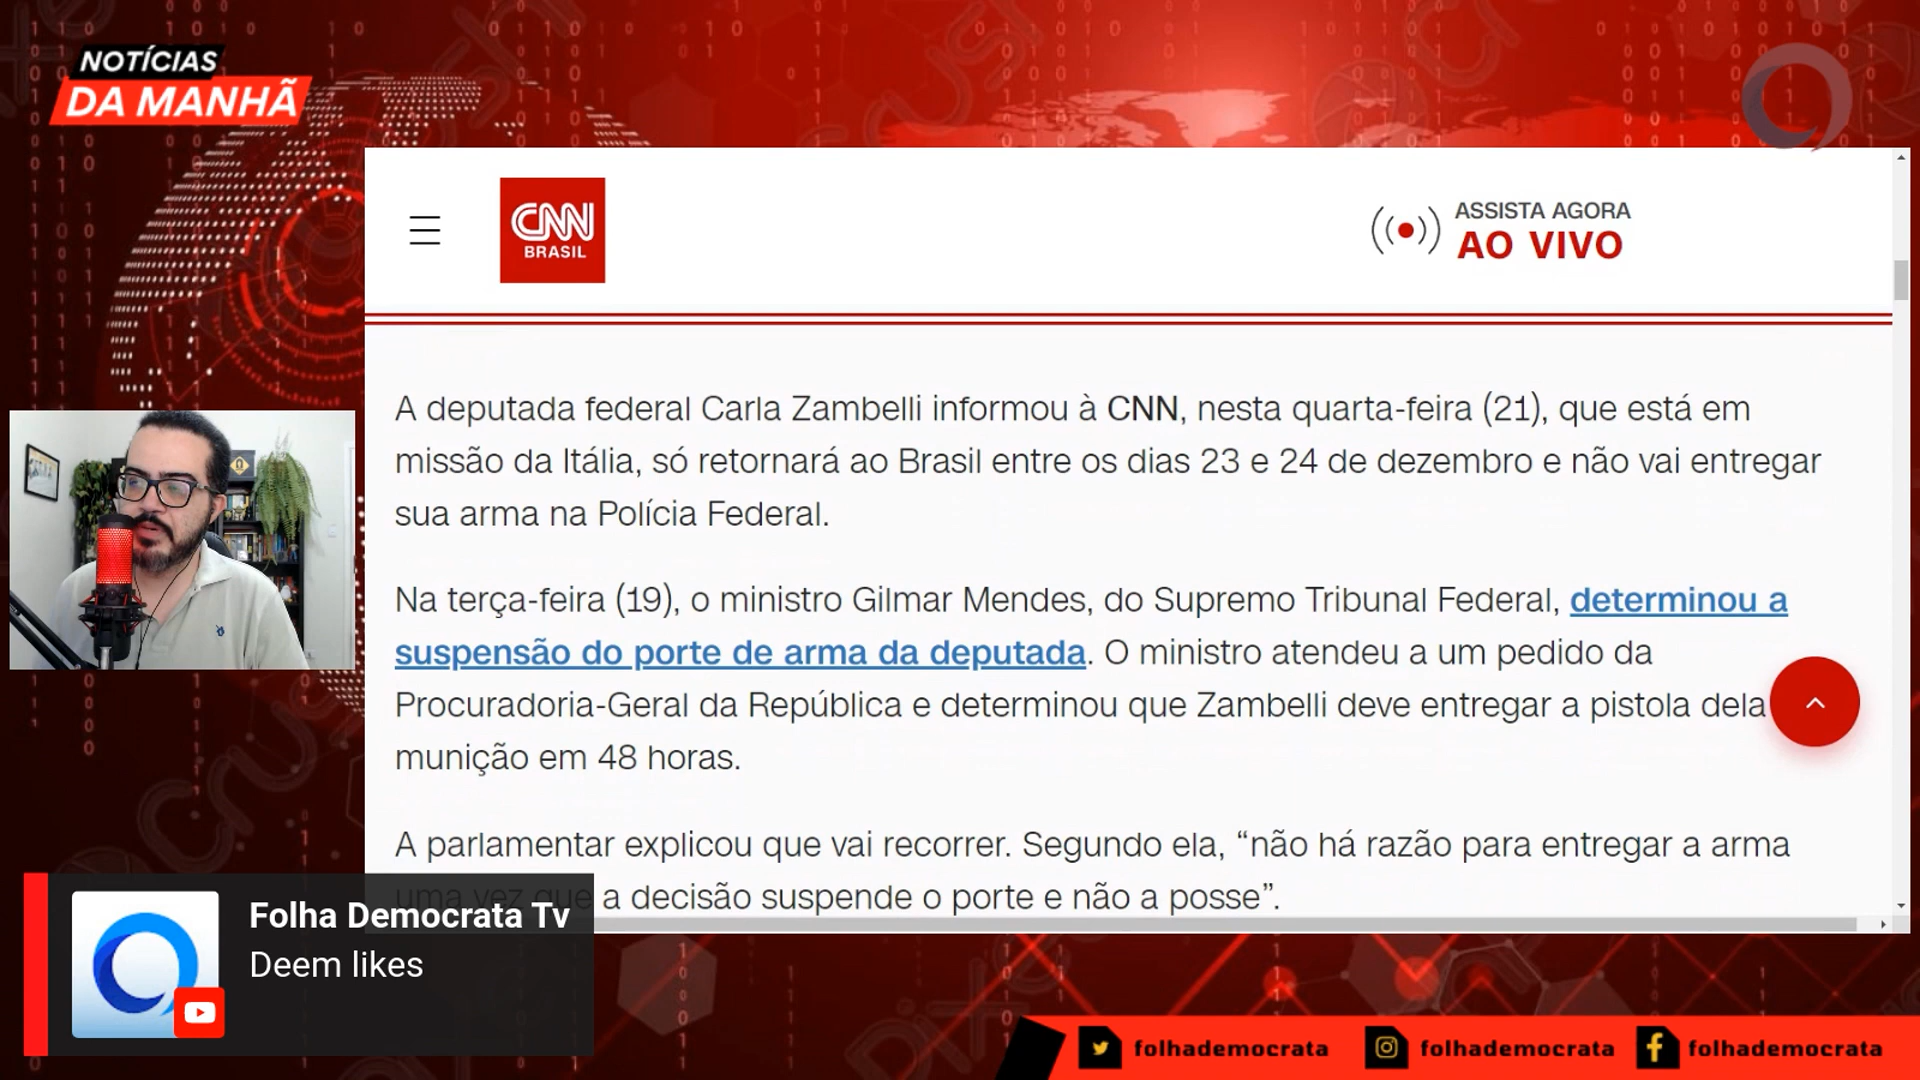 NOTÍCIAS
DA MANHÃ
CNN
BRASIL
ASSISTA AGORA
AO VIVO
A deputada federal Carla Zambelli informou à CNN, nesta quarta-feira (21), que está em
missão da Itália, só retornará ao Brasil entre os dias 23 e 24 de dezembro e não vai entregar
sua arma na Polícia Federal.
Na terça-feira (19), o ministro Gilmar Mendes, do Supremo Tribunal Federal, determinou a
suspensão do porte de arma da deputada. O ministro atendeu a um pedido da
Procuradoria-Geral da República e determinou que Zambelli deve entregar a pistola dela
munição em 48 horas.
A parlamentar explicou que vai recorrer. Segundo ela, “não há razão para entregar a arma
uma vez que a decisão suspende o porte e não a posse”.
Folha Democrata Tv
Deem likes
folhademocrata
folhademocrata
folhademocrata